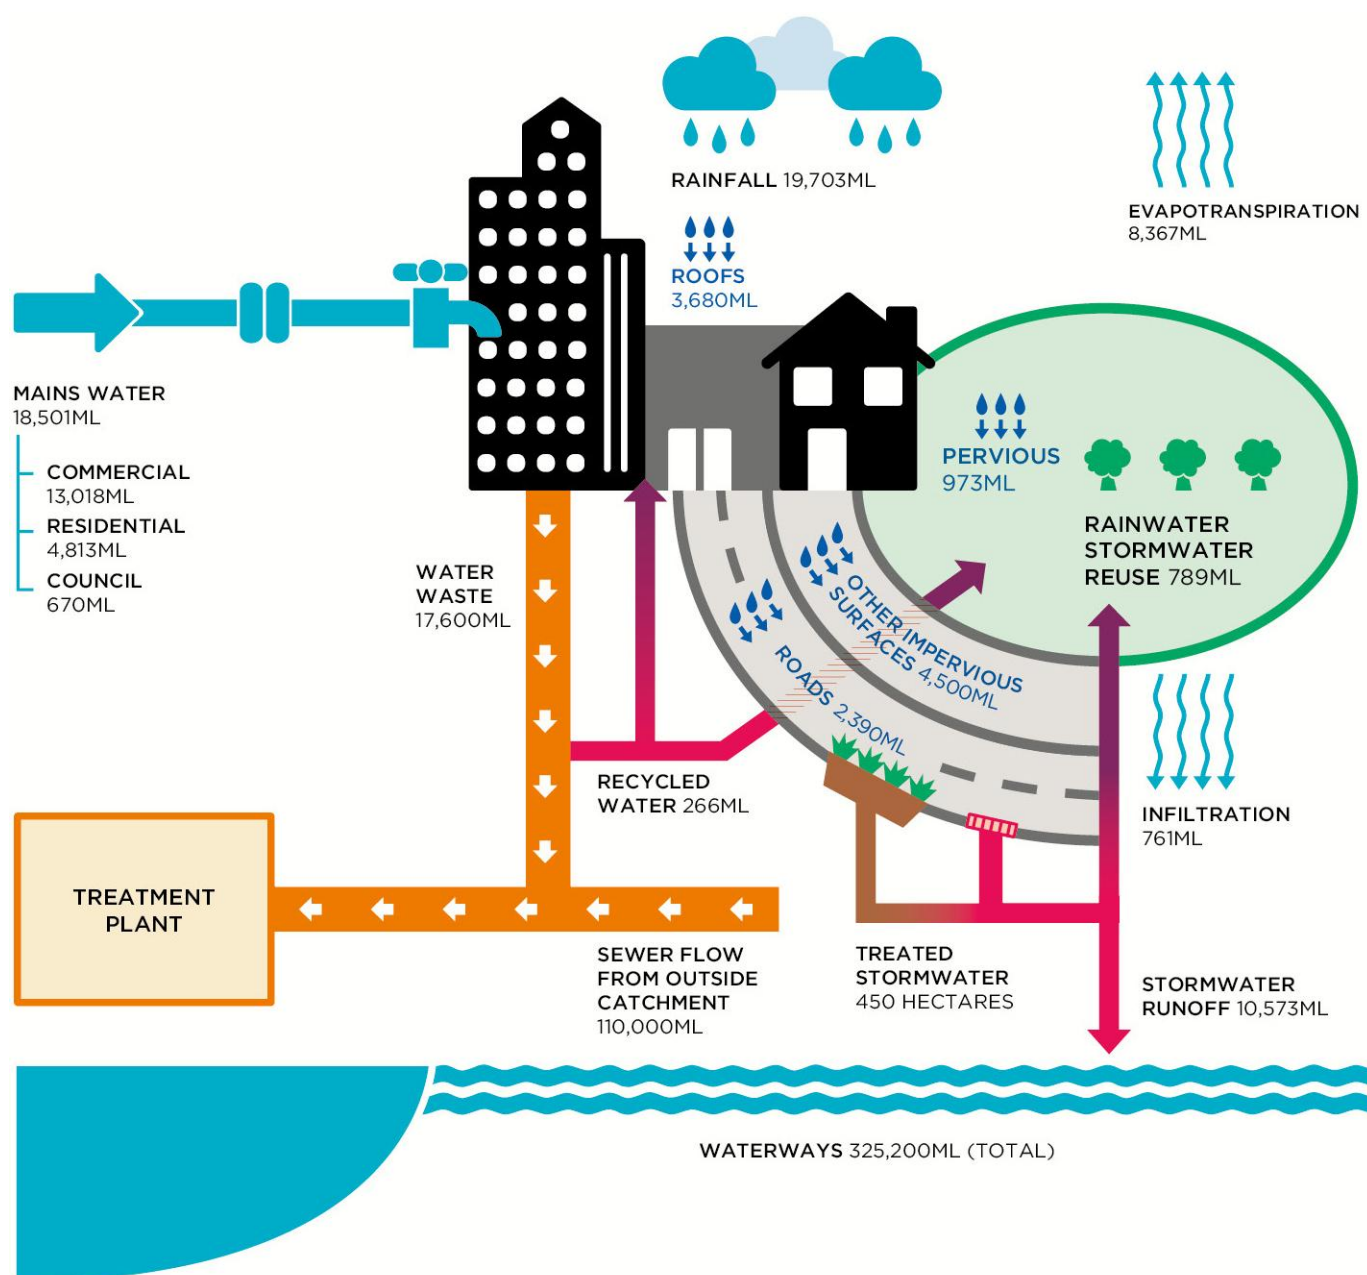 RAINFALL 19,703ML
EVAPOTRANSPIRATION
8,367ML
ROOFS
3,680ML
MAINS WATER
18,501ML
COMMERCIAL
13,018ML
RESIDENTIAL
4,813ML
COUNCIL
670ML
PERVIOUS
973ML
RAINWATER
STORMWATER
REUSE 789ML
WATER
WASTE
17,600ML
OTHER IMPERVIOUS
SURFACES 4,500ML
ROADS 2,390ML
RECYCLED
WATER 266ML
INFILTRATION
761ML
TREATMENT
PLANT
SEWER FLOW
FROM OUTSIDE
CATCHMENT
110,000ML
TREATED
STORMWATER
450 HECTARES
STORMWATER
RUNOFF 10,573ML
WATERWAYS 325,200ML (TOTAL)